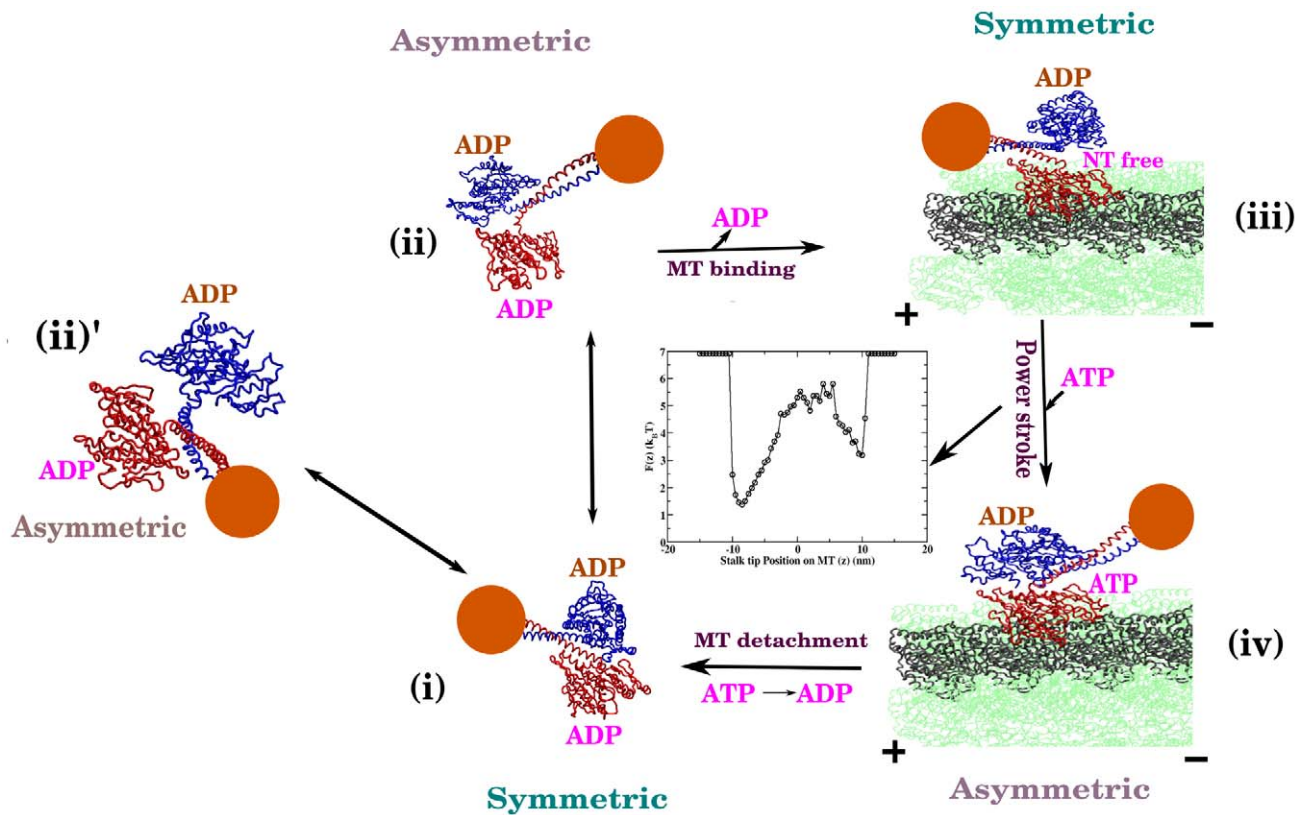 Asymmetric
Symmetric
ADP
ADP
NT free
(ii)
(iii)
ADP
MT binding
ADP
+
−
ADP
(ii)'
ADP
Asymmetric
7
6
5
4
3
2
1
0
F(z) (k_BT)
-20
-10
0
10
20
Stalk tip Position on MT (z) (nm)
Power stroke
ATP
ADP
ATP
(iv)
+
−
ADP
(i)
ADP
MT detachment
ATP → ADP
Symmetric
Asymmetric